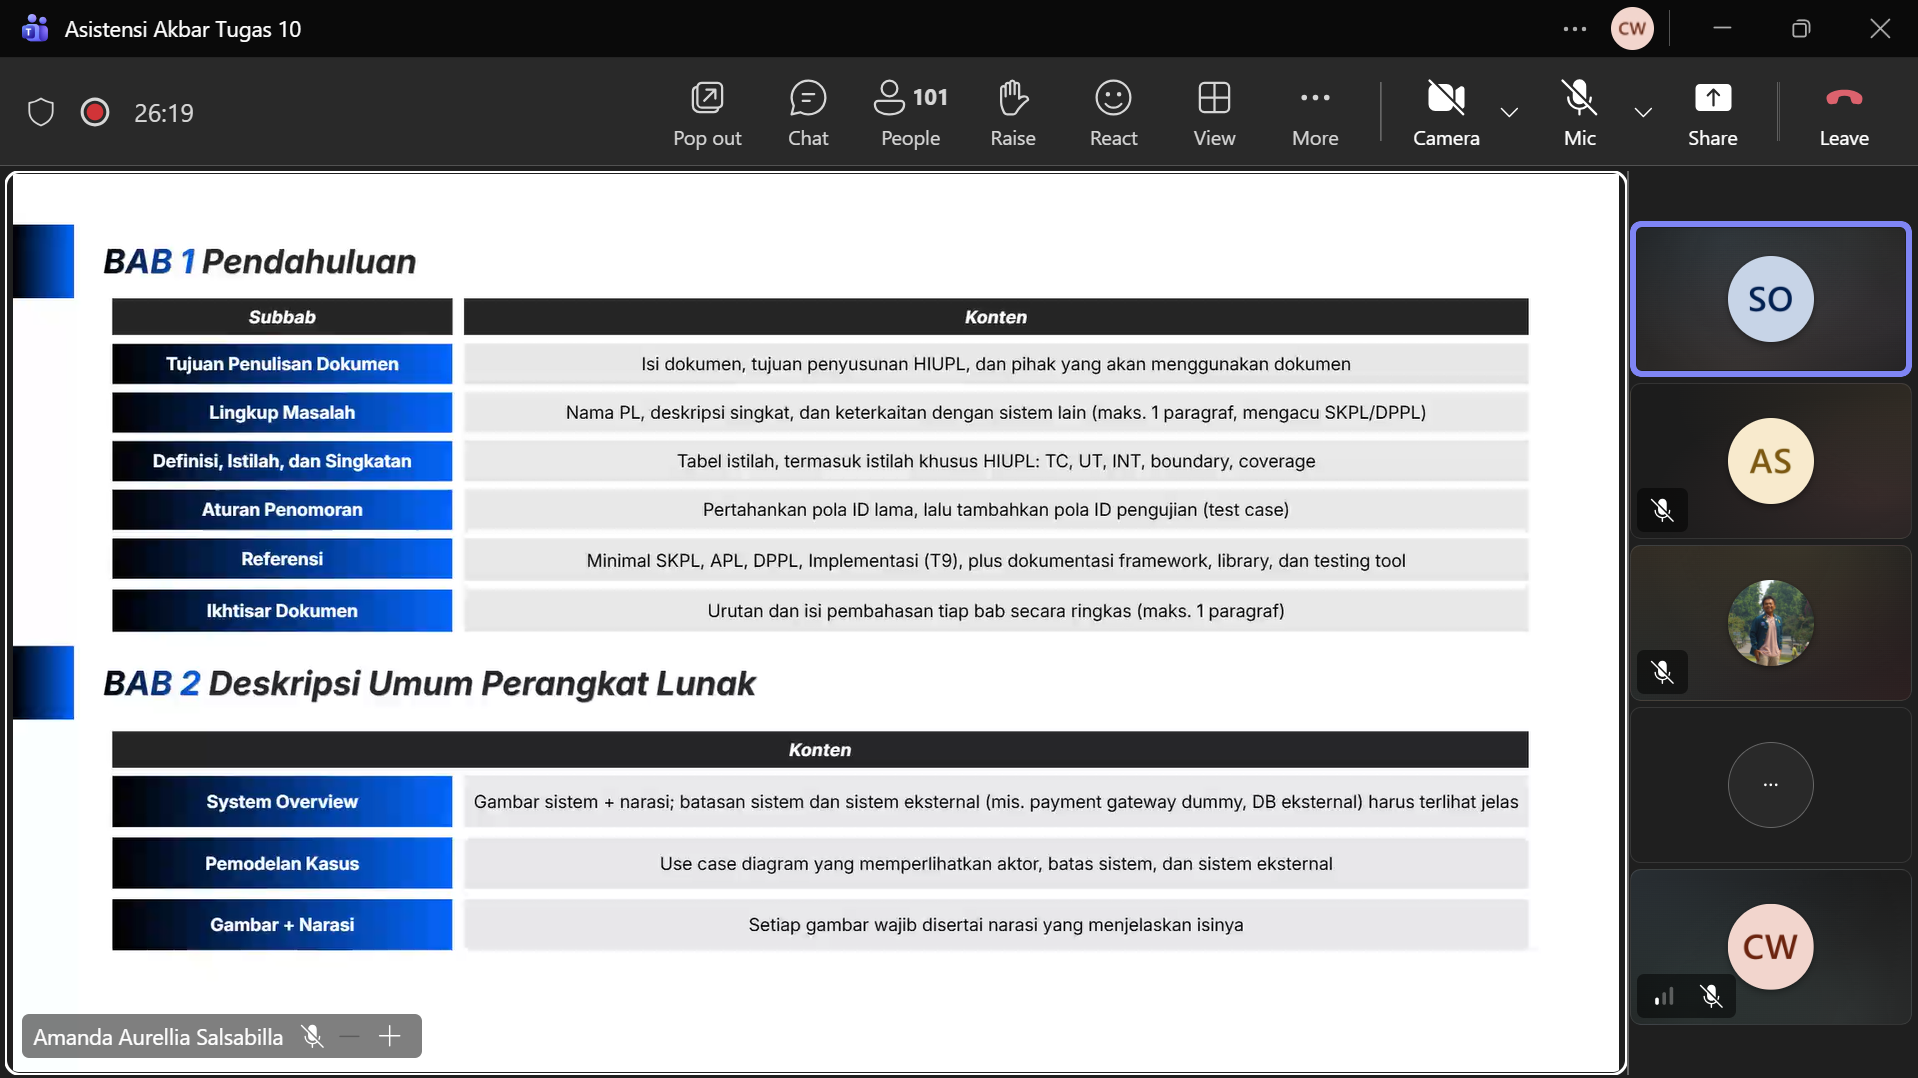 Asistensi Akbar Tugas 10
CW
26:19
Pop out
Chat
101
People
Raise
React
View
More
Camera
Mic
Share
Leave
BAB 1 Pendahuluan
Subbab Konten
Tujuan Penulisan Dokumen Isi dokumen, tujuan penyusunan HIUPL, dan pihak yang akan menggunakan dokumen
Lingkup Masalah Nama PL, deskripsi singkat, dan keterkaitan dengan sistem lain (maks. 1 paragraf, mengacu SKPL/DPPL)
Definisi, Istilah, dan Singkatan Tabel istilah, termasuk istilah khusus HIUPL: TC, UT, INT, boundary, coverage
Aturan Penomoran Pertahankan pola ID lama, lalu tambahkan pola ID pengujian (test case)
Referensi Minimal SKPL, APL, DPPL, Implementasi (T9), plus dokumentasi framework, library, dan testing tool
Ikhtisar Dokumen Urutan dan isi pembahasan tiap bab secara ringkas (maks. 1 paragraf)
BAB 2 Deskripsi Umum Perangkat Lunak
Konten
System Overview Gambar sistem + narasi; batasan sistem dan sistem eksternal (mis. payment gateway dummy, DB eksternal) harus terlihat jelas
Pemodelan Kasus Use case diagram yang memperlihatkan aktor, batas sistem, dan sistem eksternal
Gambar + Narasi Setiap gambar wajib disertai narasi yang menjelaskan isinya
Amanda Aurellia Salsabilla
SO
AS
...
CW